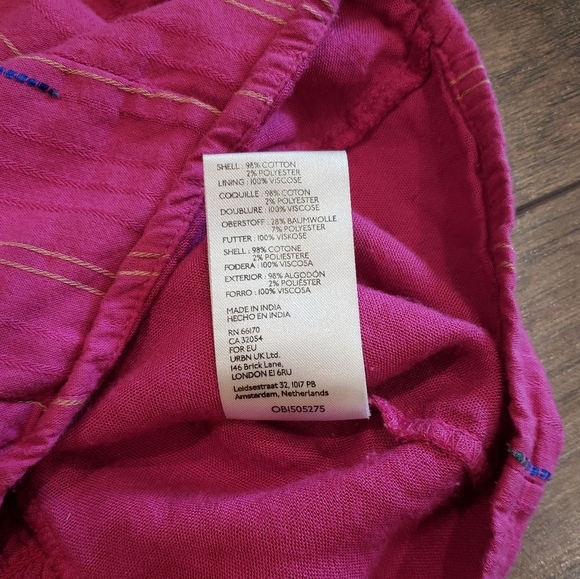 SHELL : 98% COTTON
2% POLYESTER
LINING : 100% VISCOSE
COQUILLE : 98% COTON
2% POLYESTER
DOUBLURE : 100% VISCOSE
OBERSTOFF : 28% BAUMWOLLE
7% POLYESTER
FUTTER : 100% VISKOSE
SHELL : 98% COTONE
2% POLIESTERE
FODERA : 100% VISCOSA
EXTERIOR : 98% ALGODÓN
2% POLIÉSTER
FORRO : 100% VISCOSA
MADE IN INDIA
HECHO EN INDIA
RN 66170
CA 32054
FOR EU
URBN UK Ltd.
146 Brick Lane,
LONDON E1 6RU
Leidsestraat 32, 1017 PB
Amsterdam, Netherlands
OB1505275